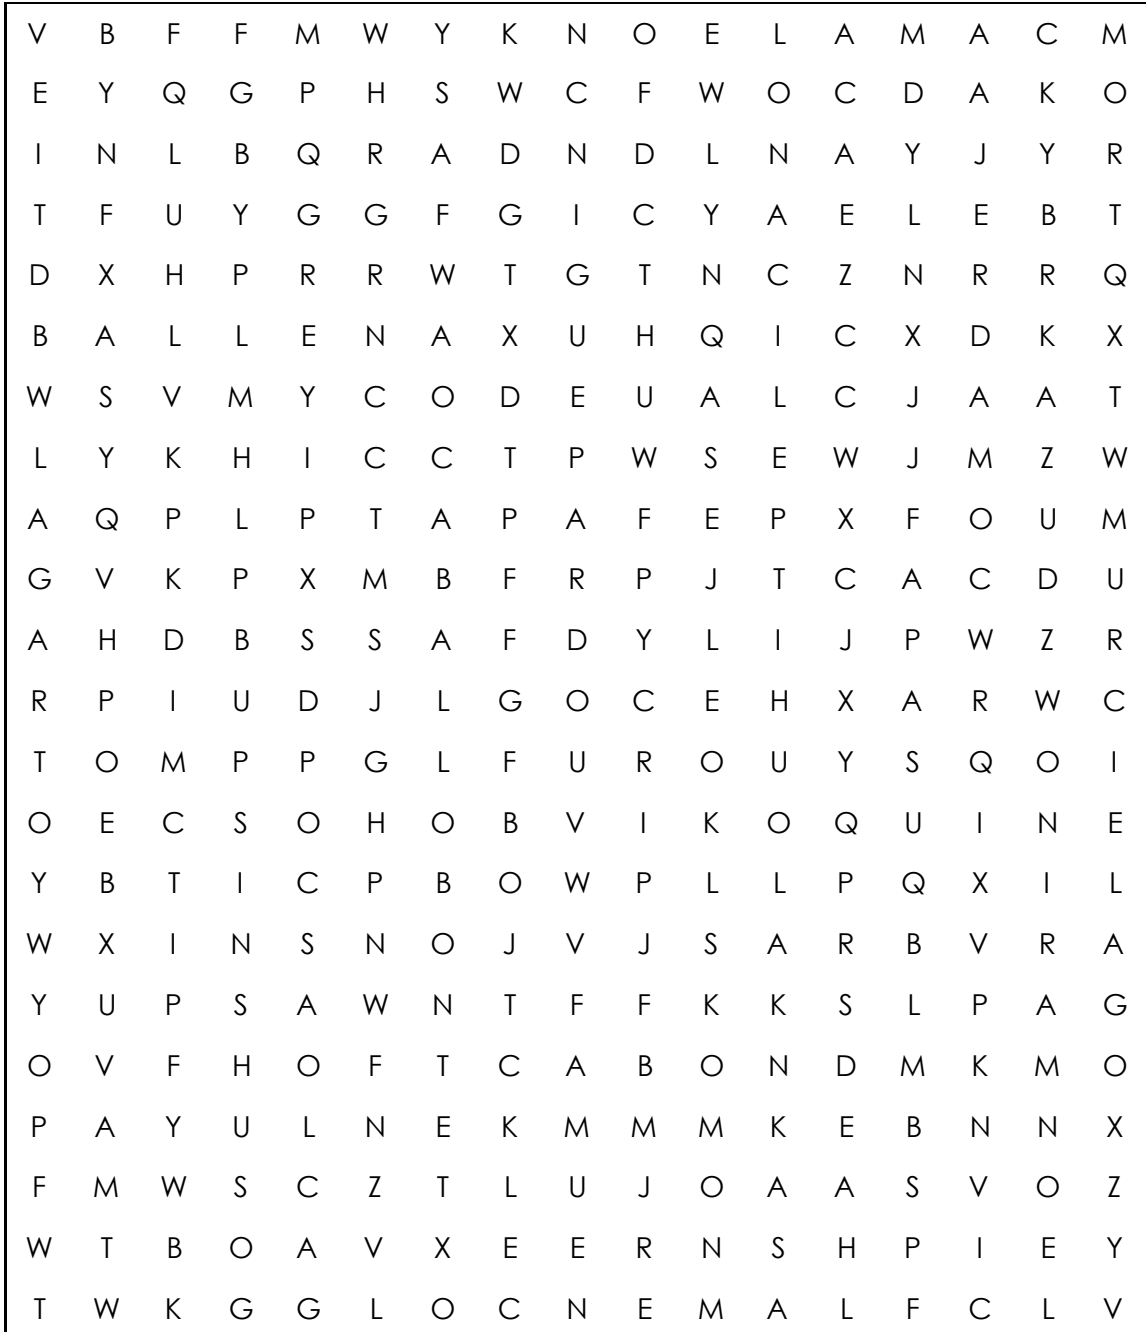 V B F F M W Y K N O E L A M A C M
E Y Q G P H S W C F W O C D A K O
I N L B Q R A D N D L N A Y J Y R
T F U Y G G F G I C Y A E L E B T
D X H P R R W T G T N C Z N R R Q
B A L L E N A X U H Q I C X D K X
W S V M Y C O D E U A L C J A A T
L Y K H I C C T P W S E W J M Z W
A Q P L P T A P A F E P X F O U M
G V K P X M B F R P J T C A C D U
A H D B S S A F D Y L I J P W Z R
R P I U D J L G O C E H X A R W C
T O M P P G L F U R O U Y S Q O I
O E C S O H O B V I K O Q U I N E
Y B T I C P B O W P L L P Q X I L
W X I N S N O J V J S A R B V R A
Y U P S A W N T F F K K S L P A G
O V F H O F T C A B O N D M K M O
P A Y U L N E K M M M K E B N N X
F M W S C Z T L U J O A A S V O Z
W T B O A V X E E R N S H P I E Y
T W K G G L O C N E M A L F C L V